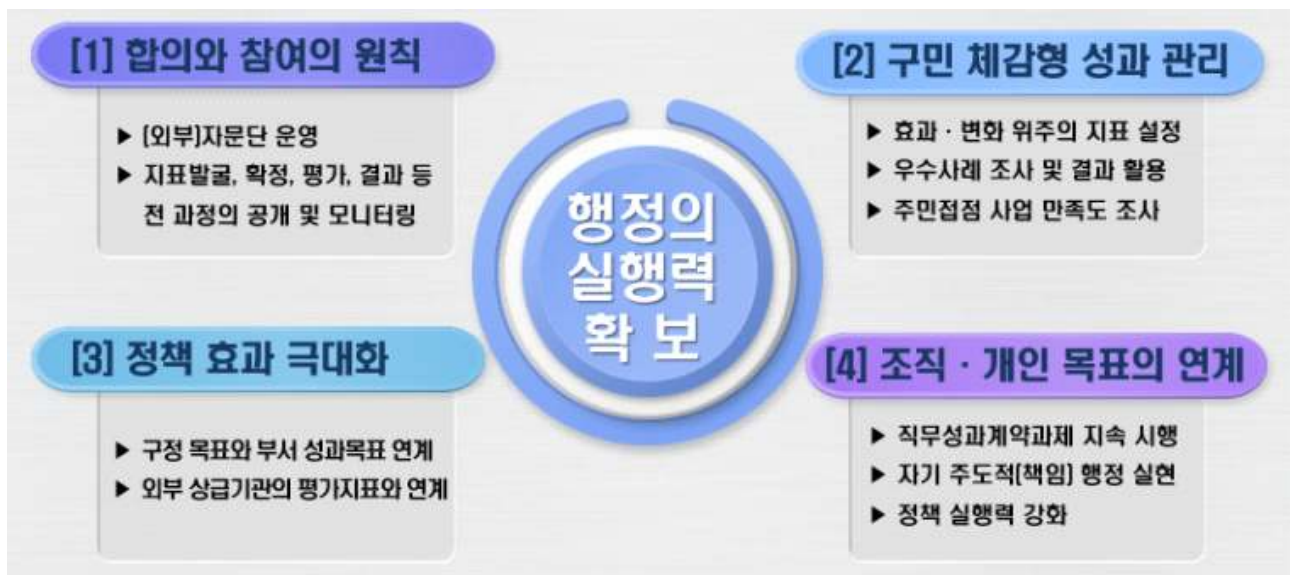 [1] 합의와 참여의 원칙
▶ [외부]자문단 운영
▶ 지표발굴, 확정, 평가, 결과 등
전 과정의 공개 및 모니터링
[2] 구민 체감형 성과 관리
▶ 효과 · 변화 위주의 지표 설정
▶ 우수사례 조사 및 결과 활용
▶ 주민접점 사업 만족도 조사
행정의
실행력
확 보
[3] 정책 효과 극대화
▶ 구정 목표와 부서 성과목표 연계
▶ 외부 상급기관의 평가지표와 연계
[4] 조직 · 개인 목표의 연계
▶ 직무성과계약과제 지속 시행
▶ 자기 주도적[책임] 행정 실현
▶ 정책 실행력 강화